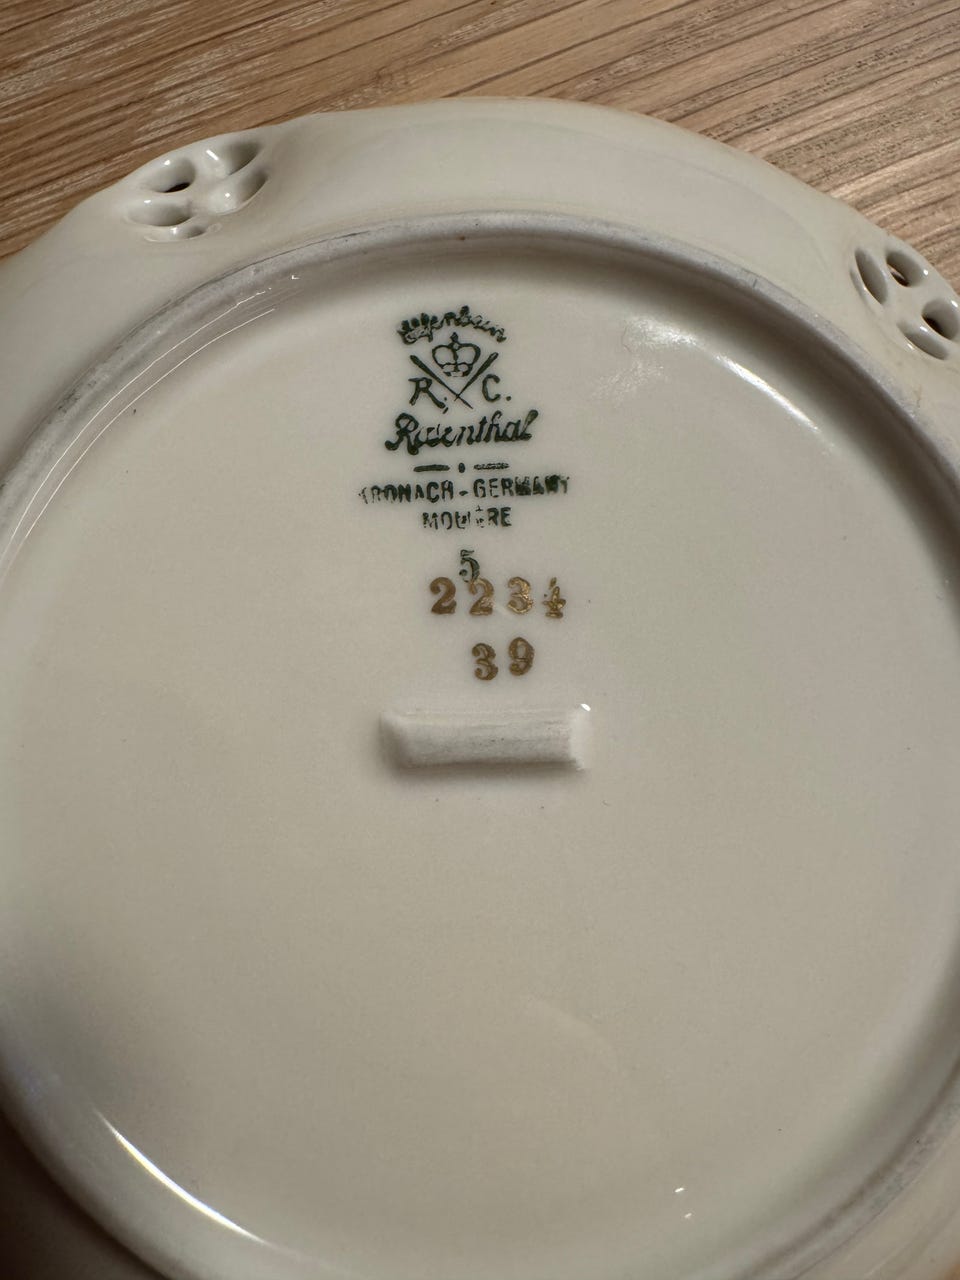 Elfenbein
R. C.
Rosenthal
KRONACH - GERMANY
MOLIÈRE
5
2234
39